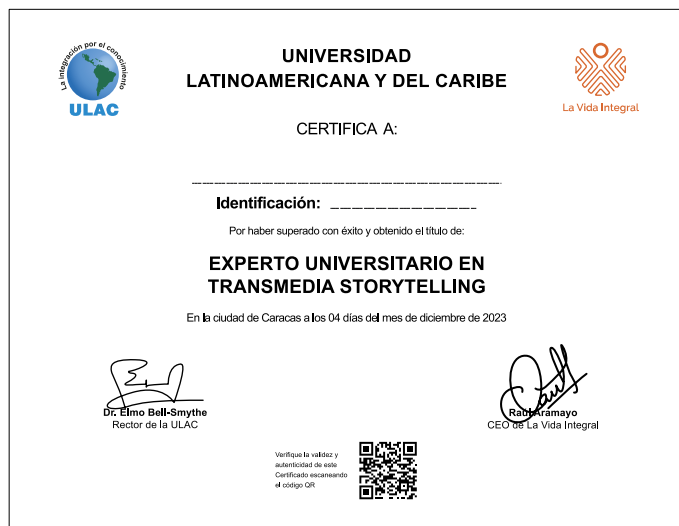 La integración por el conocimiento
ULAC
UNIVERSIDAD
LATINOAMERICANA Y DEL CARIBE
La Vida Integral
CERTIFICA A:
Identificación:
Por haber superado con éxito y obtenido el título de:
EXPERTO UNIVERSITARIO EN
TRANSMEDIA STORYTELLING
En la ciudad de Caracas a los 04 días del mes de diciembre de 2023
Dr. Elmo Bell-Smythe
Rector de la ULAC
Raúl Aramayo
CEO de La Vida Integral
Verifique la validez y
autenticidad de este
Certificado escaneando
el código QR